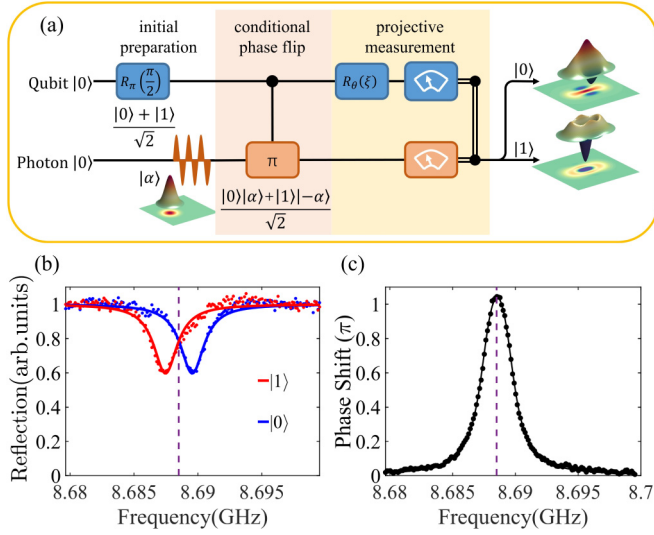 (a)
initial
preparation
conditional
phase flip
projective
measurement
Qubit |0⟩
R_π(π/2)
R_θ(ξ)
|0⟩
(|0⟩ + |1⟩)/√2
Photon |0⟩
π
|1⟩
|α⟩
(|0⟩|α⟩+|1⟩|−α⟩)/√2
(b)
Reflection(arb.units)
1
0.8
0.6
0.4
0.2
0
|1⟩
|0⟩
8.68 8.685 8.69 8.695
Frequency(GHz)
(c)
Phase Shift (π)
1
0.8
0.6
0.4
0.2
0
8.68 8.685 8.69 8.695 8.7
Frequency(GHz)